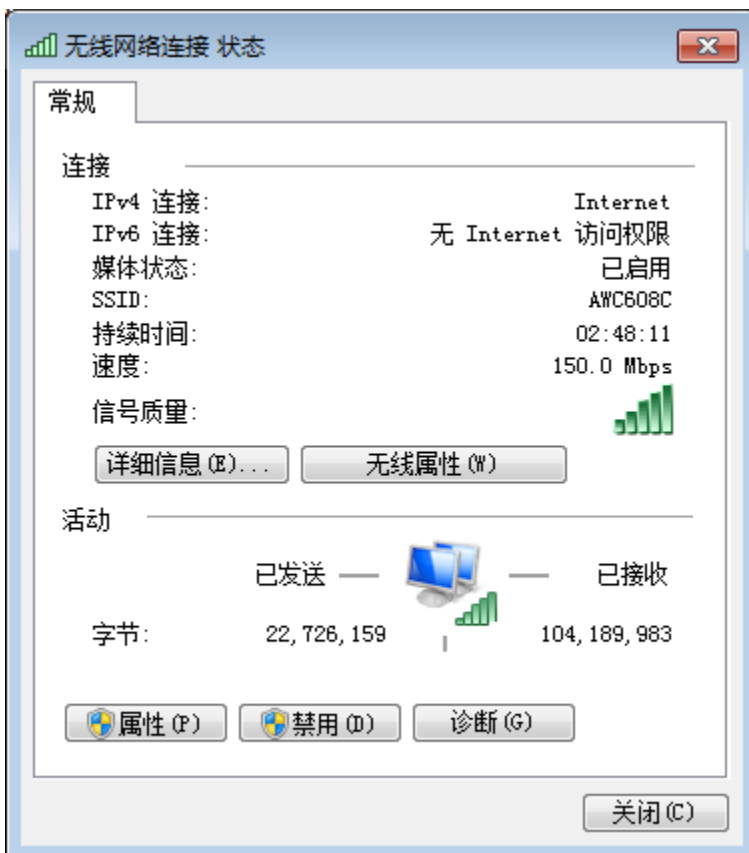 无线网络连接 状态
常规
连接
IPv4 连接: Internet
IPv6 连接: 无 Internet 访问权限
媒体状态: 已启用
SSID: AWC608C
持续时间: 02:48:11
速度: 150.0 Mbps
信号质量:
详细信息(E)... 无线属性(W)
活动
已发送 — — 已接收
字节: 22,726,159 | 104,189,983
属性(P) 禁用(D) 诊断(G)
关闭(C)